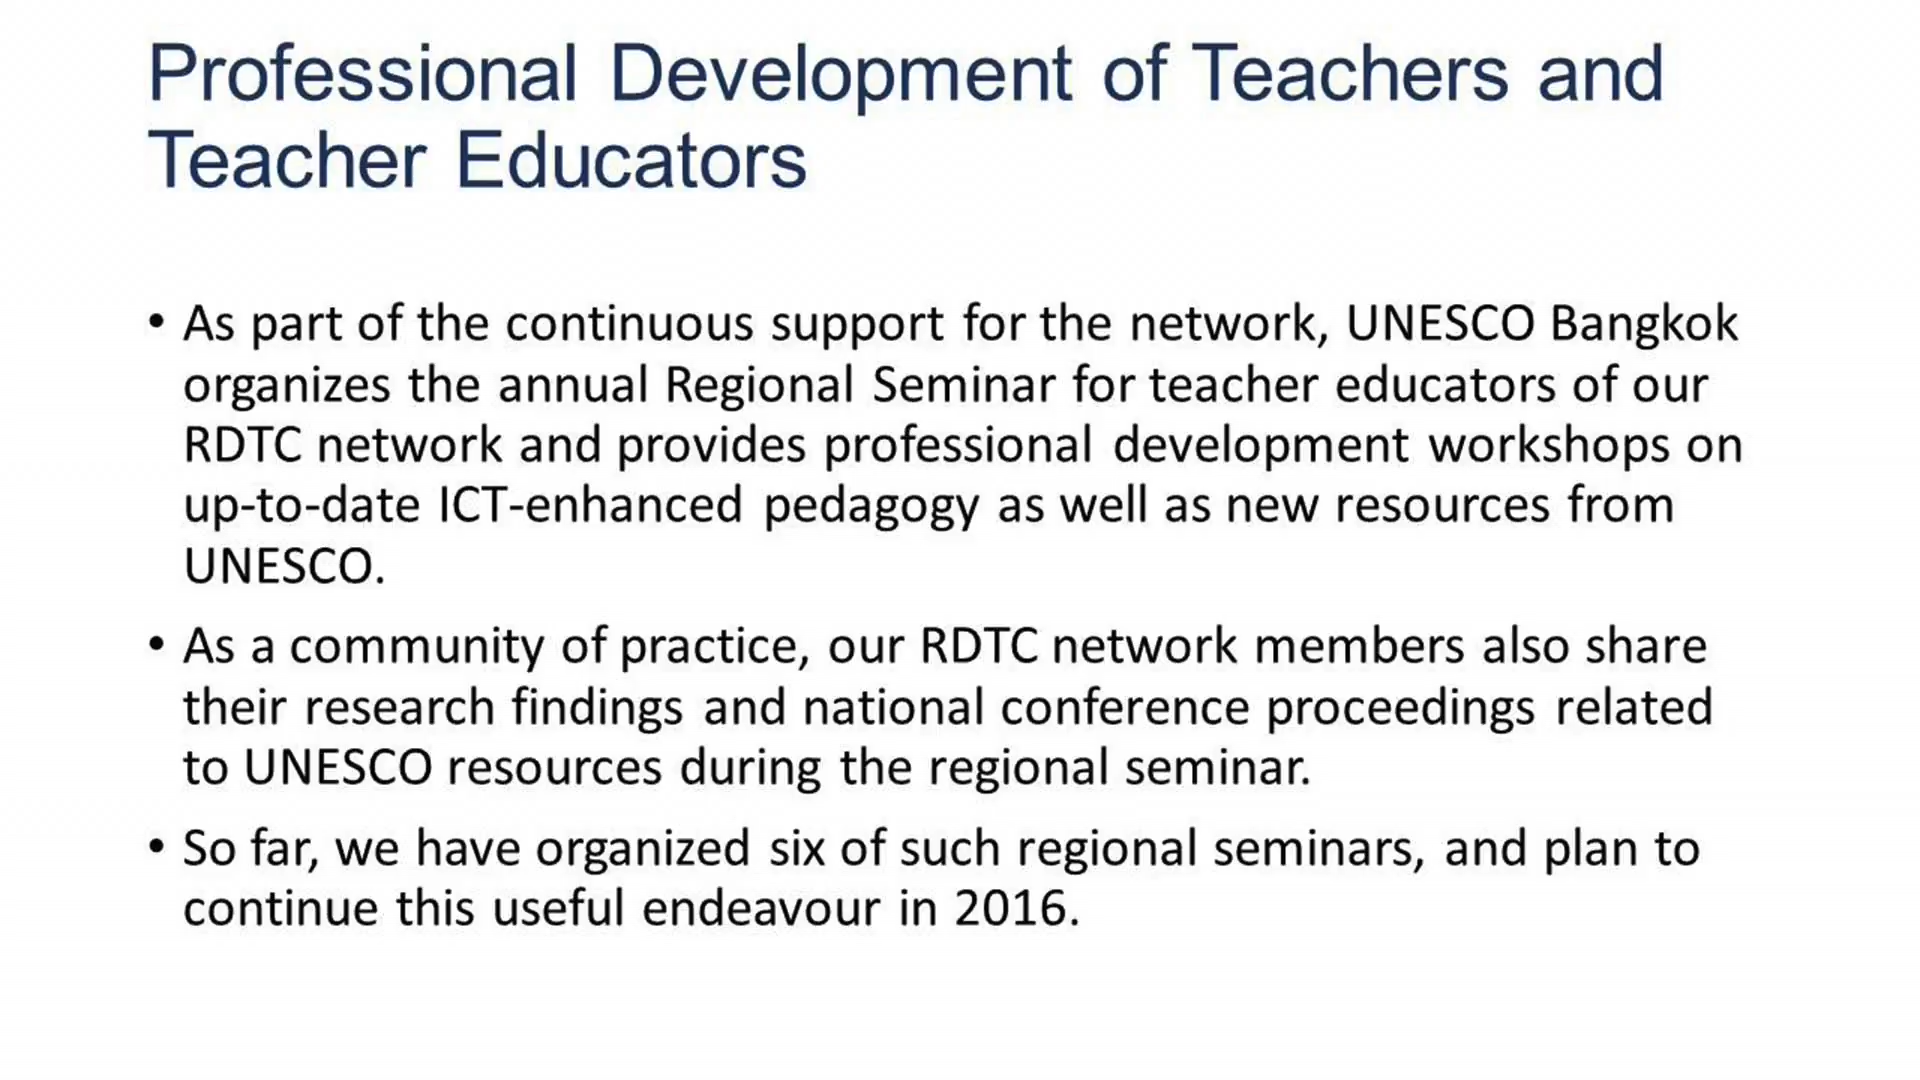 Professional Development of Teachers and
Teacher Educators
• As part of the continuous support for the network, UNESCO Bangkok
organizes the annual Regional Seminar for teacher educators of our
RDTC network and provides professional development workshops on
up-to-date ICT-enhanced pedagogy as well as new resources from
UNESCO.
• As a community of practice, our RDTC network members also share
their research findings and national conference proceedings related
to UNESCO resources during the regional seminar.
• So far, we have organized six of such regional seminars, and plan to
continue this useful endeavour in 2016.